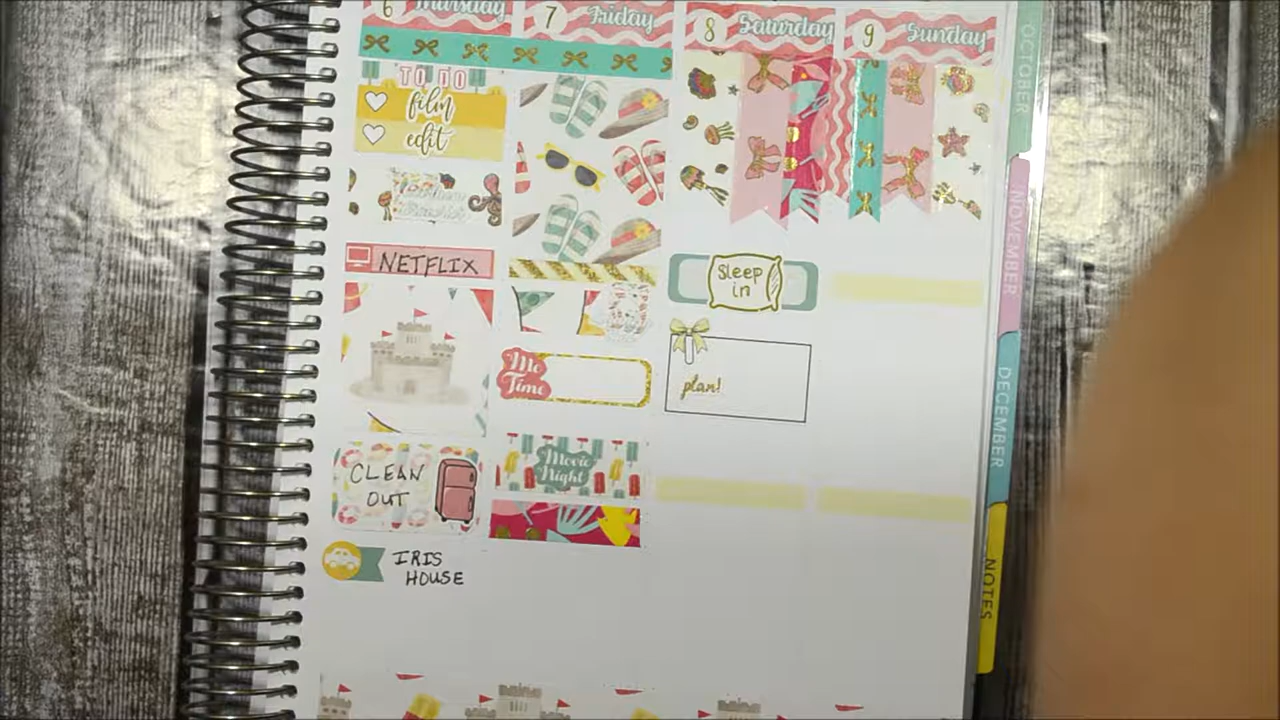 6 Thursday
7 Friday
8 Saturday
9 Sunday
TO DO
film
edit
NETFLIX
Me
Time
Movie
Night
CLEAN
OUT
IRIS
HOUSE
Sleep
in
plan!
OCTOBER
NOVEMBER
DECEMBER
NOTES